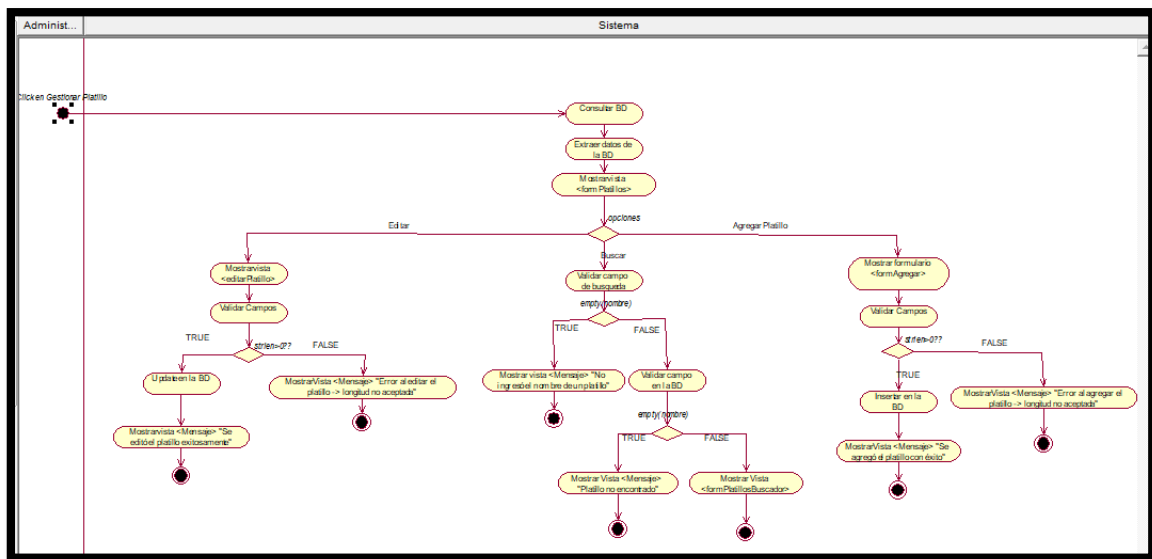 Administ...
Sistema
Click en Gestionar Platillo
Consultar BD
Extraer datos de
la BD
Mostrar vista
<formPlatillos>
opciones
Editar
Buscar
Agregar Platillo
Mostrar vista
<editarPlatillo>
Validar Campos
strlen>0??
TRUE
FALSE
Update en la BD
MostrarVista <Mensaje> "Error al editar el
platillo -> longitud no aceptada"
Mostrar vista <Mensaje> "Se
editó el platillo exitosamente"
Validar campo
de busqueda
empty(nombre)
TRUE
FALSE
Mostrar vista <Mensaje> "No
ingresó el nombre de un platillo"
Validar campo
en la BD
empty(nombre)
TRUE
FALSE
Mostrar Vista <Mensaje>
"Platillo no encontrado"
Mostrar Vista
<formPlatillosBuscador>
Mostrar formulario
<formAgregar>
Validar Campos
strlen>0??
FALSE
TRUE
Insertar en la
BD
MostrarVista <Mensaje> "Error al agregar el
platillo -> longitud no aceptada"
MostrarVista <Mensaje> "Se
agregó el platillo con éxito"